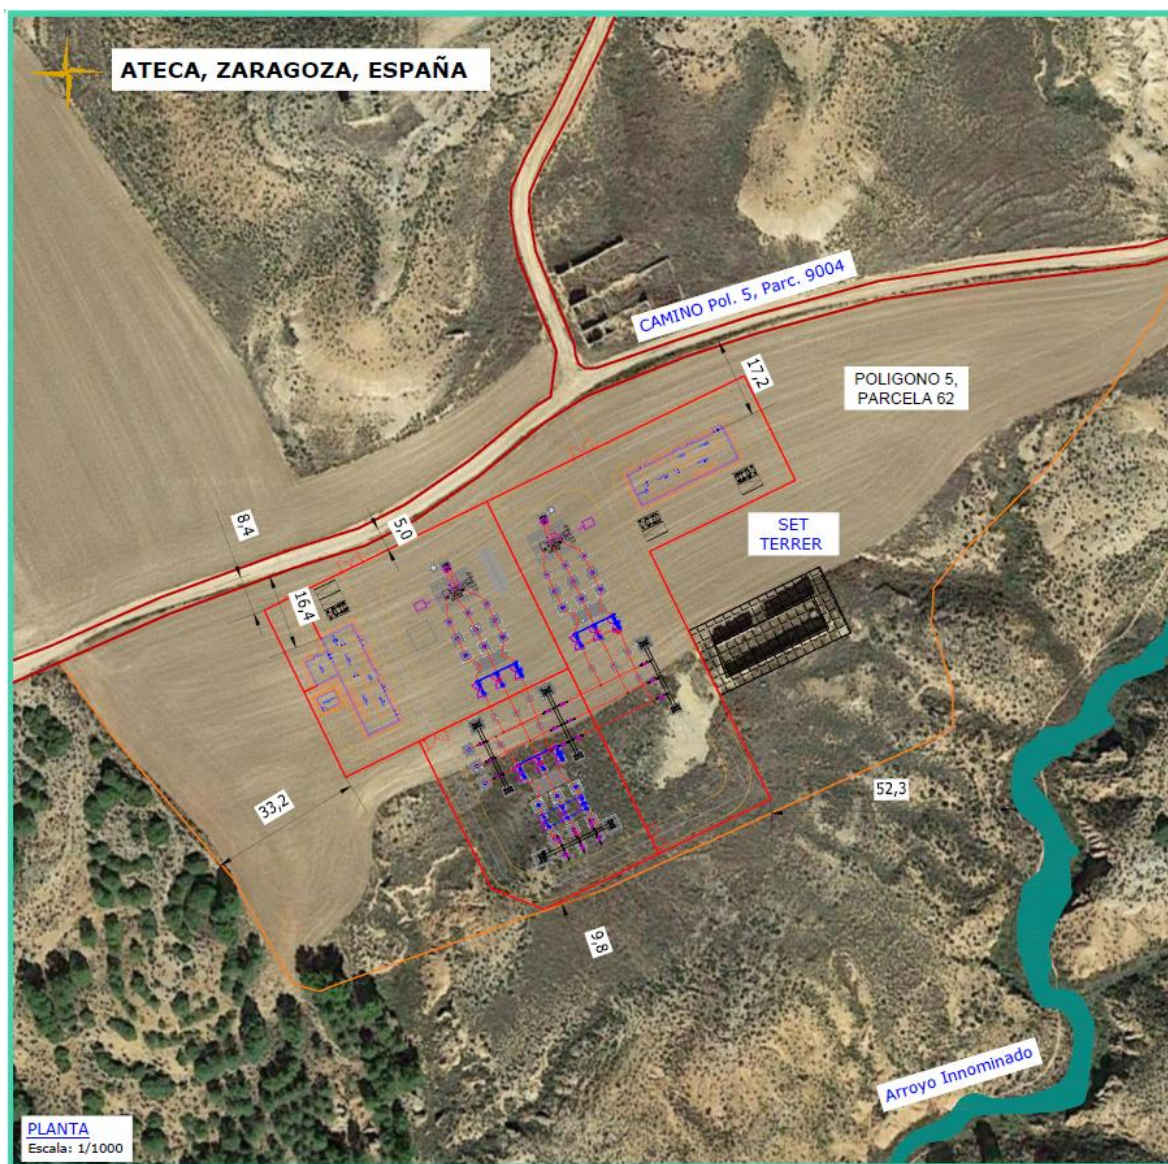 ATECA, ZARAGOZA, ESPAÑA
CAMINO Pol. 5, Parc. 9004
17,2
POLIGONO 5,
PARCELA 62
8,4
5,0
SET
TERRER
16,4
33,2
52,3
9,8
Arroyo Innominado
PLANTA
Escala: 1/1000